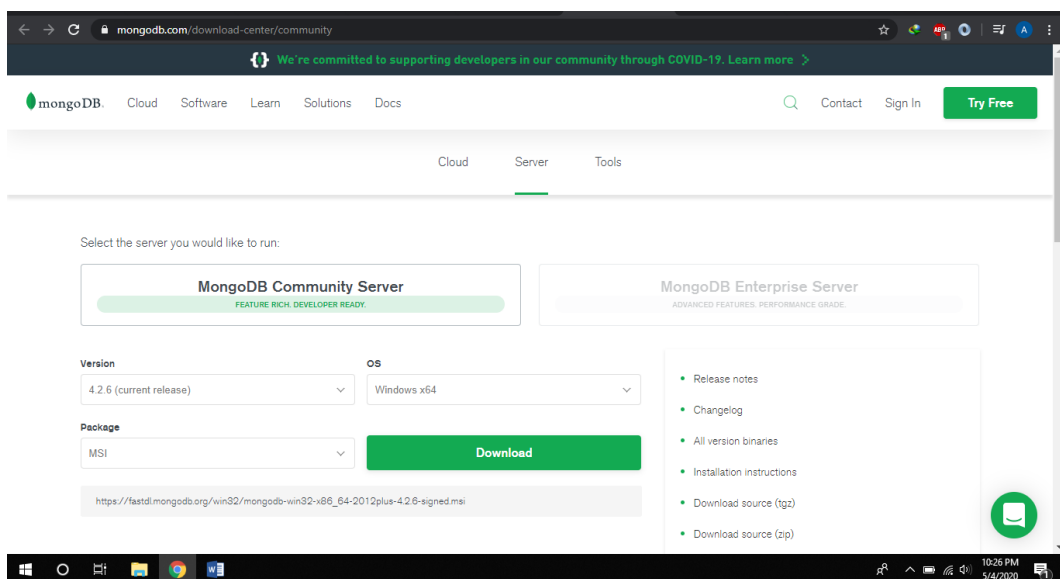 mongodb.com/download-center/community
ABP
1
A
We're committed to supporting developers in our community through COVID-19. Learn more
mongoDB. Cloud Software Learn Solutions Docs Contact Sign In Try Free
Cloud Server Tools
Select the server you would like to run:
MongoDB Community Server
FEATURE RICH. DEVELOPER READY.
MongoDB Enterprise Server
ADVANCED FEATURES. PERFORMANCE GRADE.
Version
4.2.6 (current release)
OS
Windows x64
Package
MSI
Download
https://fastdl.mongodb.org/win32/mongodb-win32-x86_64-2012plus-4.2.6-signed.msi
Release notes
Changelog
All version binaries
Installation instructions
Download source (tgz)
Download source (zip)
10:26 PM
5/4/2020